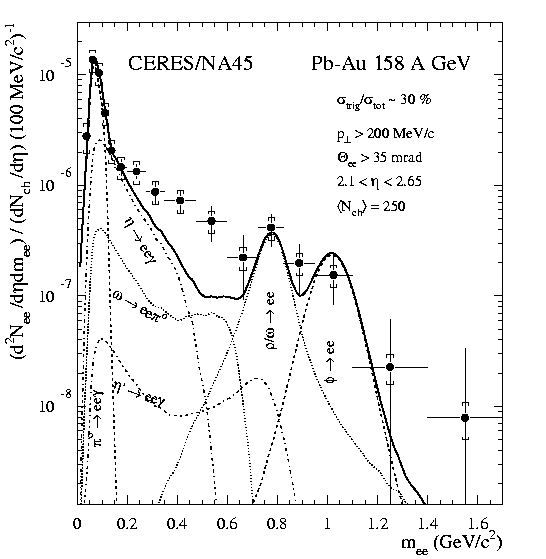 CERES/NA45 Pb-Au 158 A GeV
σtrig/σtot ~ 30 %
p⊥ > 200 MeV/c
Θee > 35 mrad
2.1 < η < 2.65
⟨Nch⟩ = 250
(d²Nee /dηdmee) / (dNch/dη) (100 MeV/c²)⁻¹
10⁻⁵
10⁻⁶
10⁻⁷
10⁻⁸
η → eeγ
ω → eeπ°
η' → eeγ
π° → eeγ
ρ/ω → ee
ϕ → ee
0 0.2 0.4 0.6 0.8 1 1.2 1.4 1.6
mee (GeV/c²)